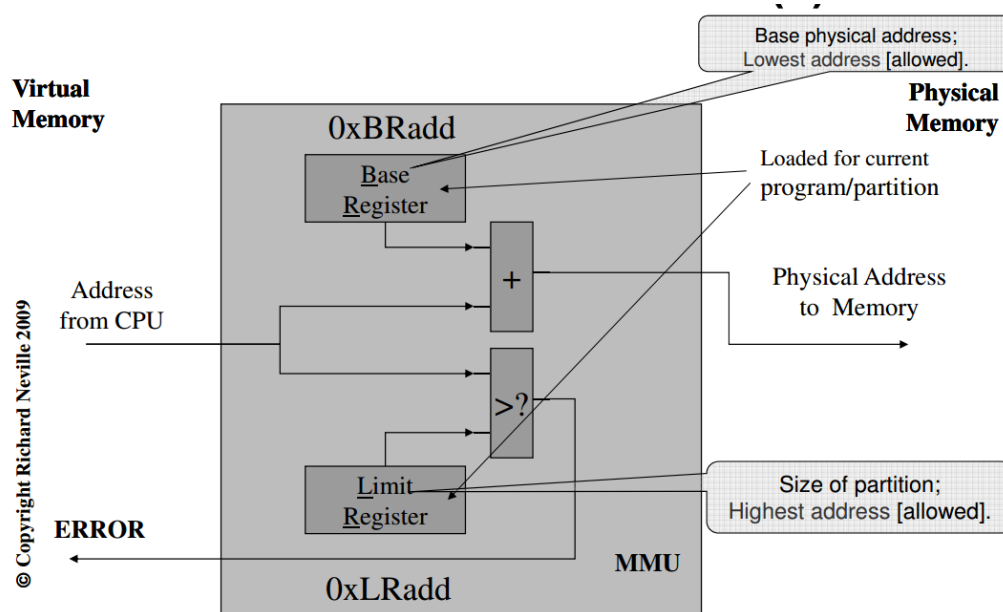 Base physical address;
Lowest address [allowed].
Virtual
Memory
Physical
Memory
0xBRadd
Base
Register
Loaded for current
program/partition
+
Address
from CPU
Physical Address
to Memory
>?
Limit
Register
Size of partition;
Highest address [allowed].
ERROR
MMU
0xLRadd
© Copyright Richard Neville 2009